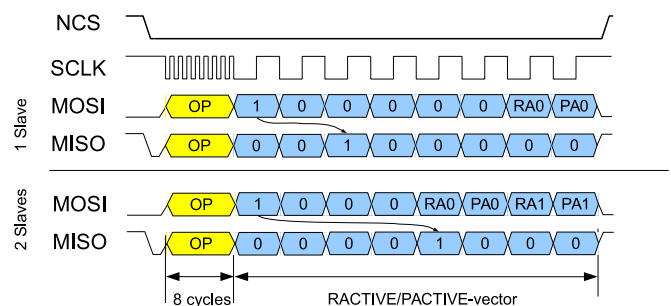 NCS
SCLK
1 Slave
MOSI OP 1 0 0 0 0 0 RA0 PA0
MISO OP 0 0 1 0 0 0 0 0
2 Slaves
MOSI OP 1 0 0 0 RA0 PA0 RA1 PA1
MISO OP 0 0 0 0 1 0 0 0
8 cycles RACTIVE/PACTIVE-vector